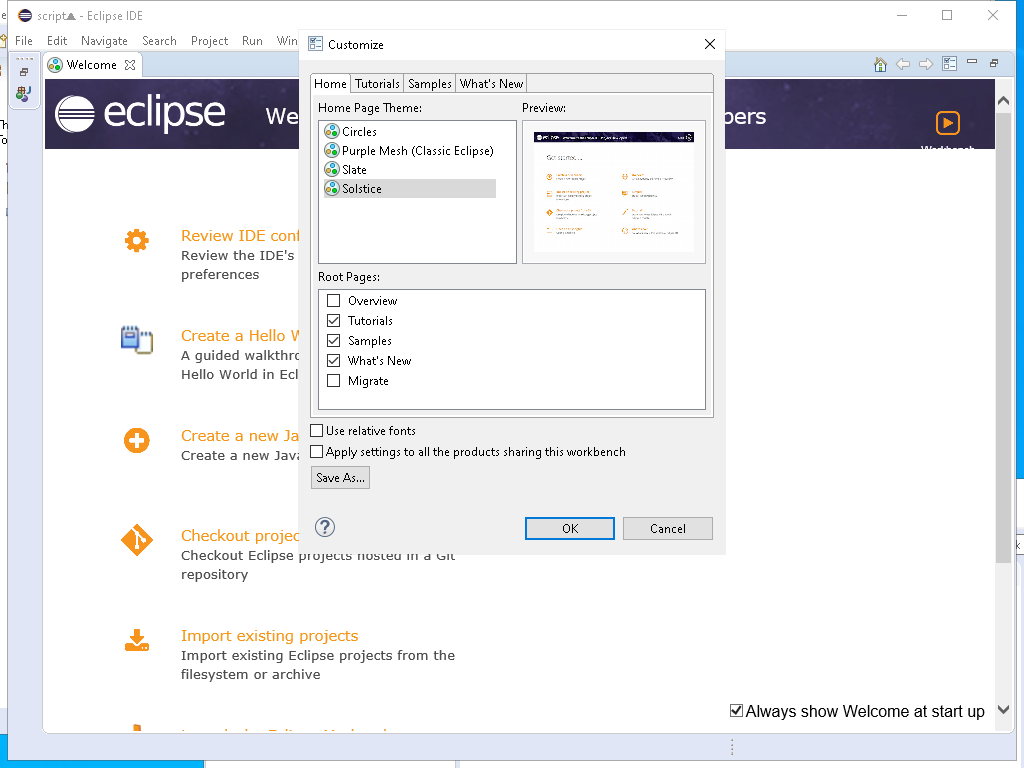 script▲ - Eclipse IDE
File Edit Navigate Search Project Run Win
Customize
Welcome
Home Tutorials Samples What's New
eclipse We
Home Page Theme: Preview:
Circles
Purple Mesh (Classic Eclipse)
Slate
Solstice
Get started...
pers
Root Pages:
Overview
Tutorials
Samples
What's New
Migrate
Use relative fonts
Apply settings to all the products sharing this workbench
Save As...
OK Cancel
Review IDE conf
Review the IDE's
preferences
Create a Hello W
A guided walkthro
Hello World in Ecl
Create a new Ja
Create a new Java
Checkout projec
Checkout Eclipse projects hosted in a Git
repository
Import existing projects
Import existing Eclipse projects from the
filesystem or archive
Always show Welcome at start up